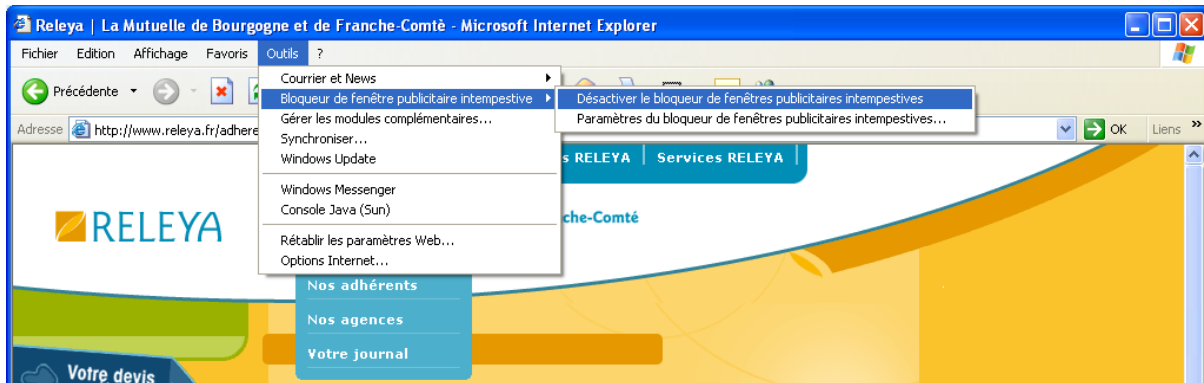 Releya | La Mutuelle de Bourgogne et de Franche-Comtè - Microsoft Internet Explorer
Fichier Edition Affichage Favoris Outils ?
Précédente
Courrier et News
Bloqueur de fenêtre publicitaire intempestive
Désactiver le bloqueur de fenêtres publicitaires intempestives
Gérer les modules complémentaires...
Paramètres du bloqueur de fenêtres publicitaires intempestives...
Adresse http://www.releya.fr/adhere
OK Liens »
Synchroniser...
Windows Update
Windows Messenger
Console Java (Sun)
Rétablir les paramètres Web...
Options Internet...
s RELEYA | Services RELEYA |
RELEYA
che-Comté
Nos adhérents
Nos agences
Votre journal
Votre devis